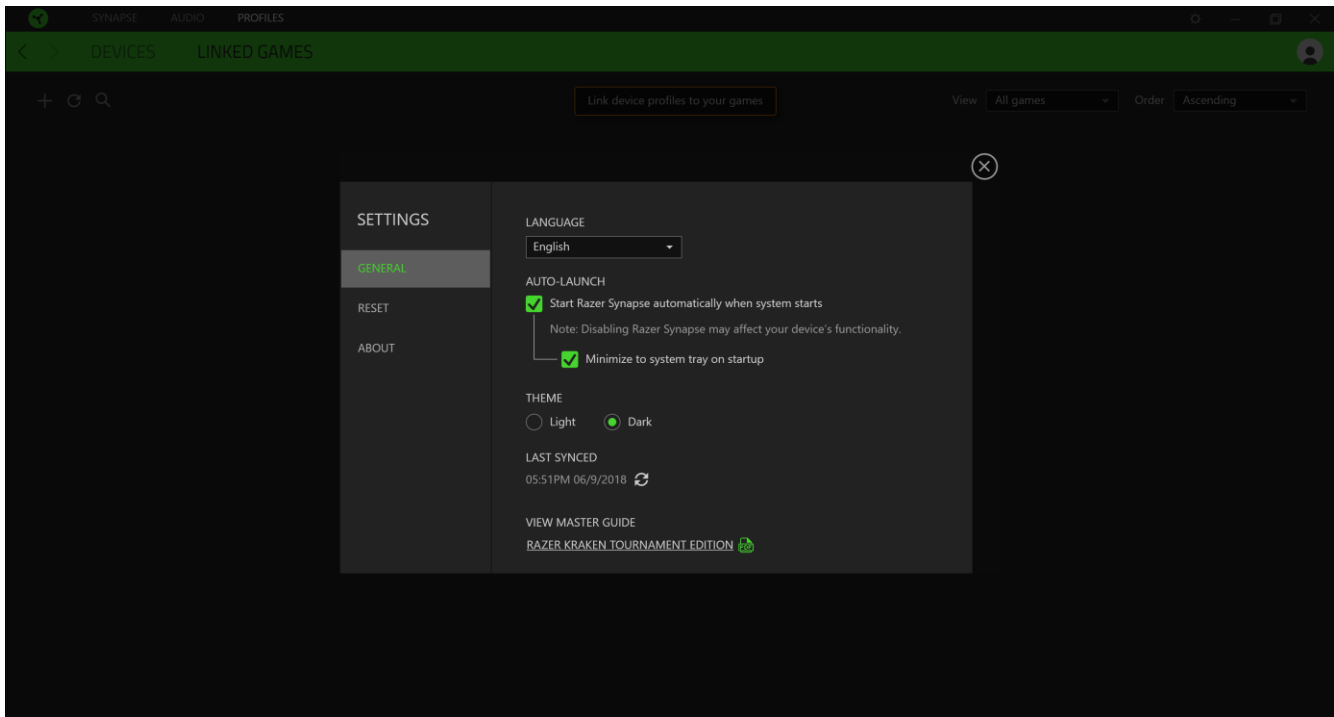 SYNAPSE AUDIO PROFILES
DEVICES LINKED GAMES
Link device profiles to your games View All games Order Ascending
SETTINGS
GENERAL
RESET
ABOUT
LANGUAGE
English
AUTO-LAUNCH
Start Razer Synapse automatically when system starts
Note: Disabling Razer Synapse may affect your device's functionality.
Minimize to system tray on startup
THEME
Light Dark
LAST SYNCED
05:51PM 06/9/2018
VIEW MASTER GUIDE
RAZER KRAKEN TOURNAMENT EDITION PDF